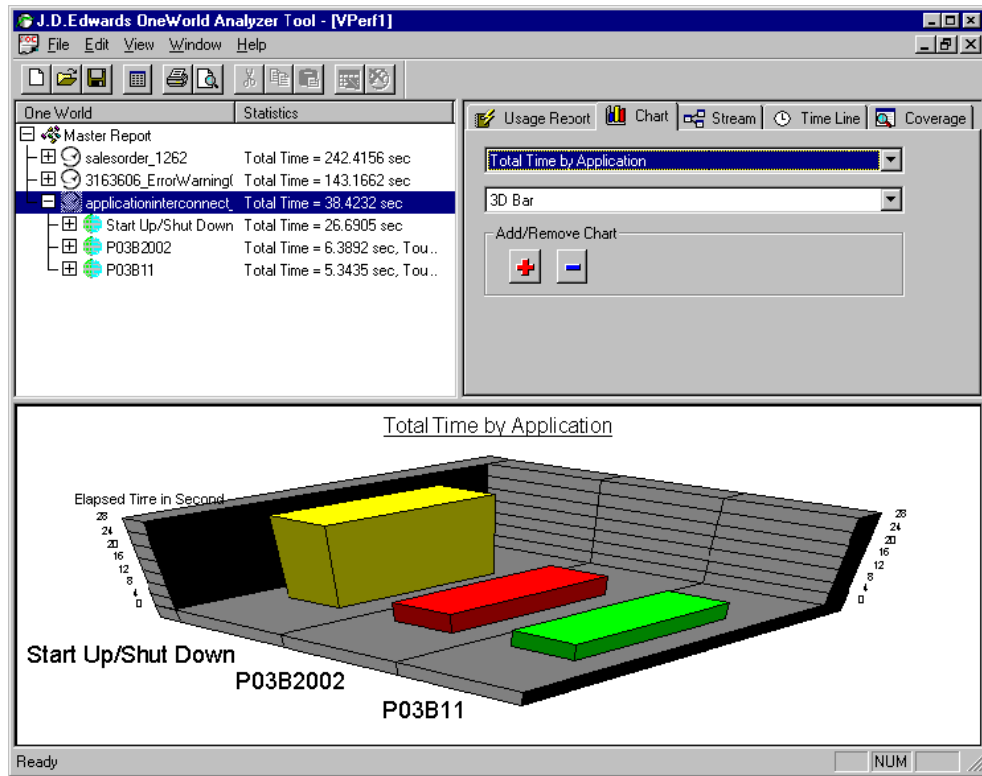 J.D.Edwards OneWorld Analyzer Tool - [VPerf1]
File Edit View Window Help
One World Statistics
Master Report
salesorder_1262 Total Time = 242.4156 sec
3163606_ErrorWarning( Total Time = 143.1662 sec
applicationinterconnect_ Total Time = 38.4232 sec
Start Up/Shut Down Total Time = 26.6905 sec
P03B2002 Total Time = 6.3892 sec, Tou..
P03B11 Total Time = 5.3435 sec, Tou..
Usage Report Chart Stream Time Line Coverage
Total Time by Application
3D Bar
Add/Remove Chart
Total Time by Application
Elapsed Time in Second
28
24
20
16
12
8
4
0
28
24
20
16
12
8
4
0
Start Up/Shut Down
P03B2002
P03B11
Ready NUM